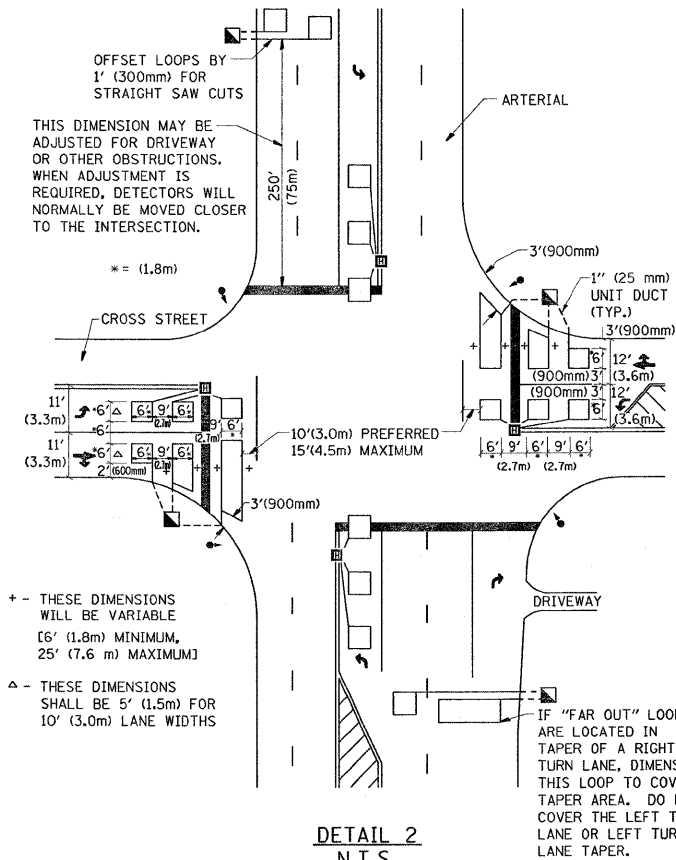 OFFSET LOOPS BY
1' (300mm) FOR
STRAIGHT SAW CUTS
THIS DIMENSION MAY BE
ADJUSTED FOR DRIVEWAY
OR OTHER OBSTRUCTIONS.
WHEN ADJUSTMENT IS
REQUIRED, DETECTORS WILL
NORMALLY BE MOVED CLOSER
TO THE INTERSECTION.
* = (1.8m)
250'
(75m)
ARTERIAL
3'(900mm)
1" (25 mm)
UNIT DUCT
(TYP.)
CROSS STREET
H
3'(900mm)
+ + + +
*6'
12'
(3.6m)
(900mm)3'
(900mm)3'
12'
(3.6m)
*6'
H
6' 9' 6' 9' 6'
* * *
(2.7m) (2.7m)
H
11'
(3.3m)
*6' △ 6' 9' 6'
(2.7m)
*6'
11'
(3.3m)
*6' △ 6' 9' 6'
(2.7m)
2' (600mm) + + +
9' 6'
(2.7m) *
10'(3.0m) PREFERRED
15'(4.5m) MAXIMUM
3'(900mm)
H
DRIVEWAY
+ - THESE DIMENSIONS
WILL BE VARIABLE
[6' (1.8m) MINIMUM,
25' (7.6 m) MAXIMUM]
△ - THESE DIMENSIONS
SHALL BE 5' (1.5m) FOR
10' (3.0m) LANE WIDTHS
IF "FAR OUT" LOOP
ARE LOCATED IN
TAPER OF A RIGHT
TURN LANE, DIMENS
THIS LOOP TO COV
TAPER AREA. DO
COVER THE LEFT T
LANE OR LEFT TUR
LANE TAPER.
DETAIL 2
N.T.S.